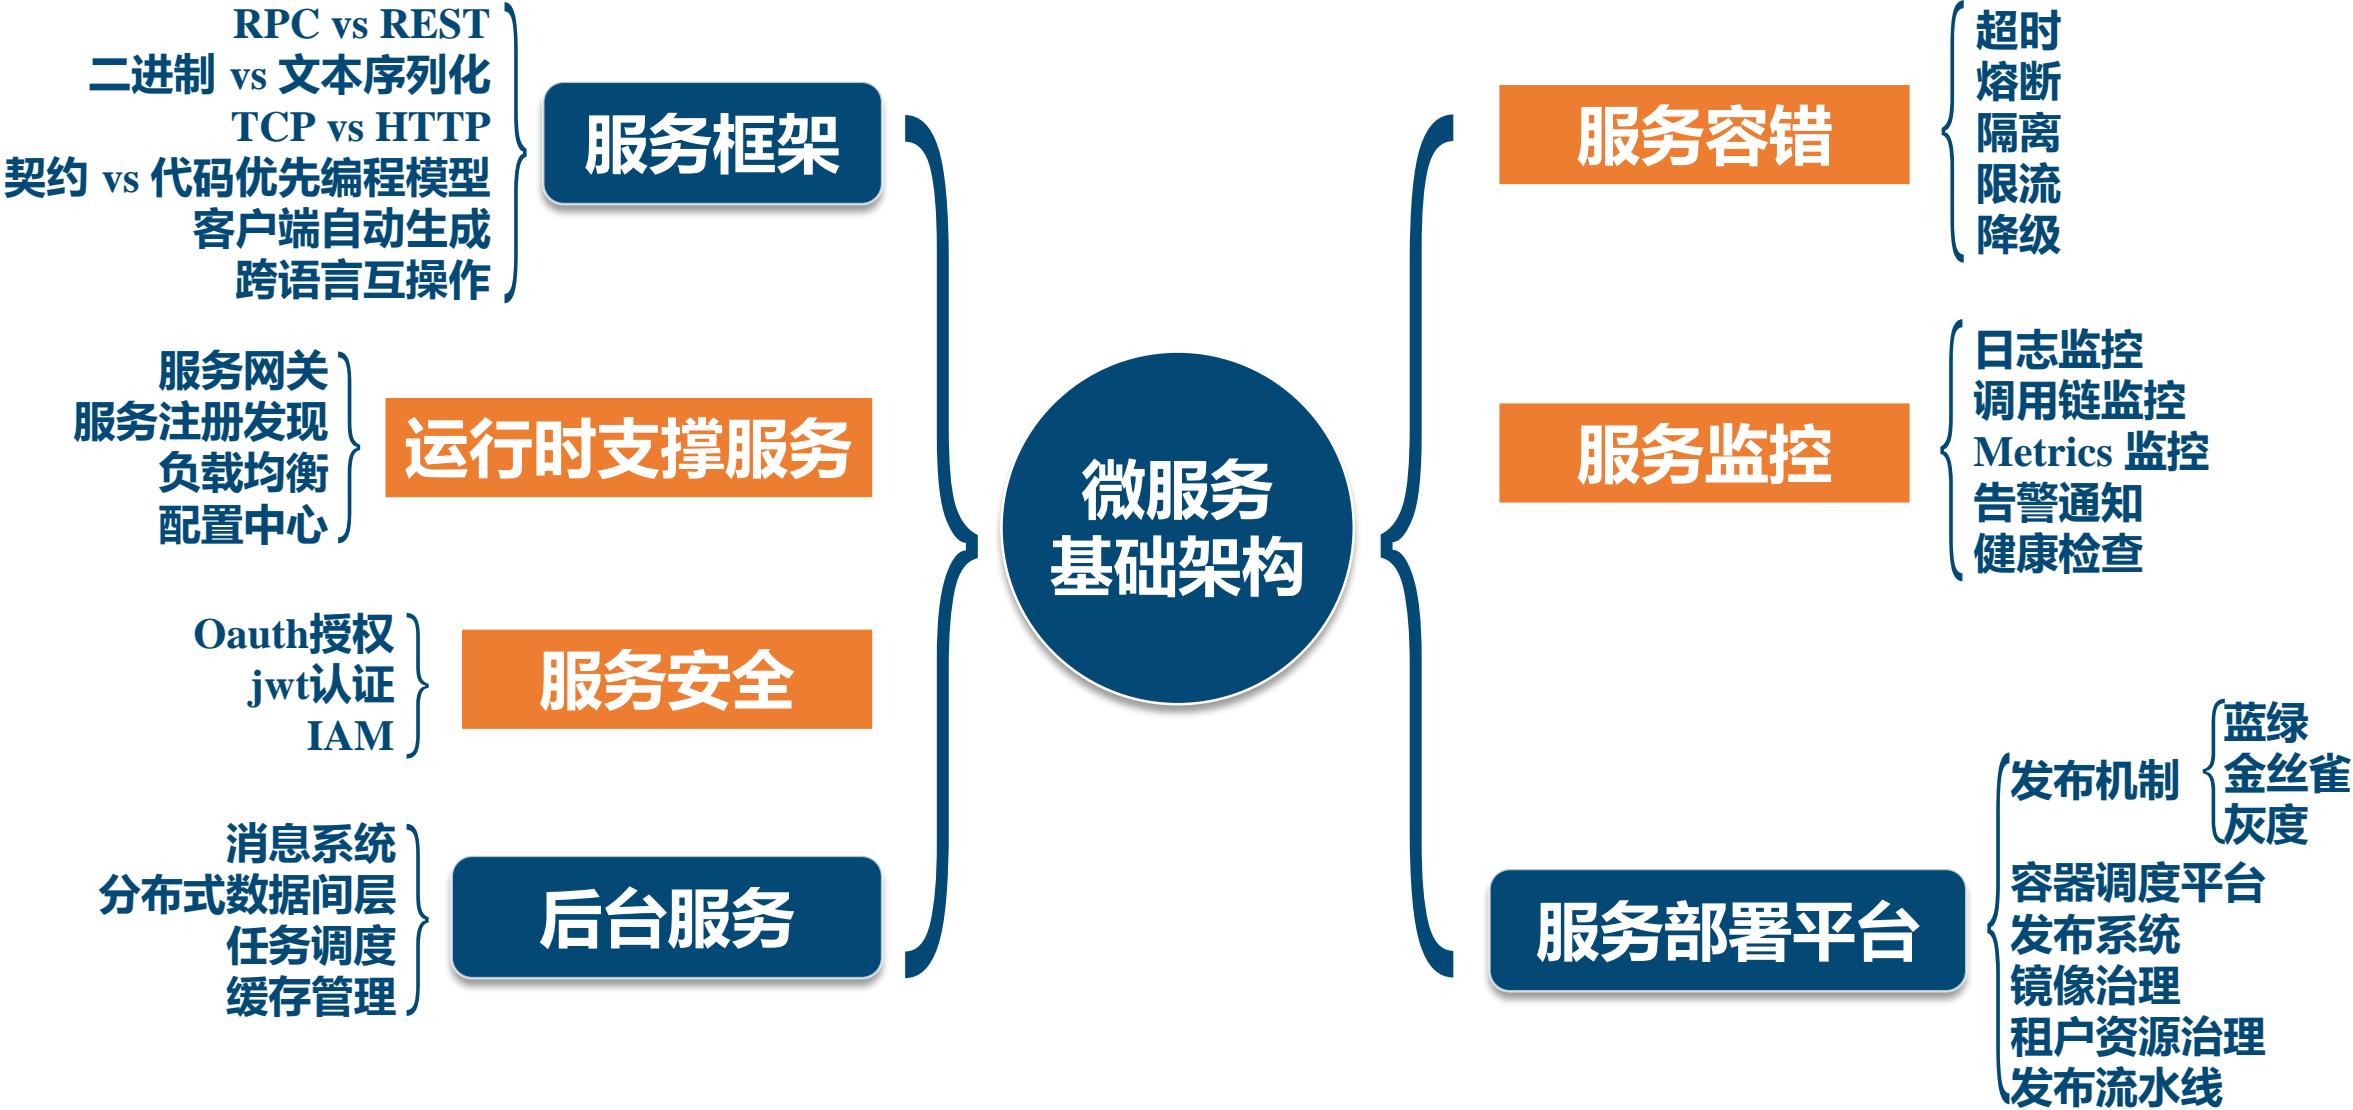 RPC vs REST
二进制 vs 文本序列化
TCP vs HTTP
契约 vs 代码优先编程模型
客户端自动生成
跨语言互操作
服务框架
服务网关
服务注册发现
负载均衡
配置中心
运行时支撑服务
Oauth授权
jwt认证
IAM
服务安全
消息系统
分布式数据间层
任务调度
缓存管理
后台服务
微服务
基础架构
服务容错
超时
熔断
隔离
限流
降级
服务监控
日志监控
调用链监控
Metrics 监控
告警通知
健康检查
服务部署平台
发布机制
蓝绿
金丝雀
灰度
容器调度平台
发布系统
镜像治理
租户资源治理
发布流水线